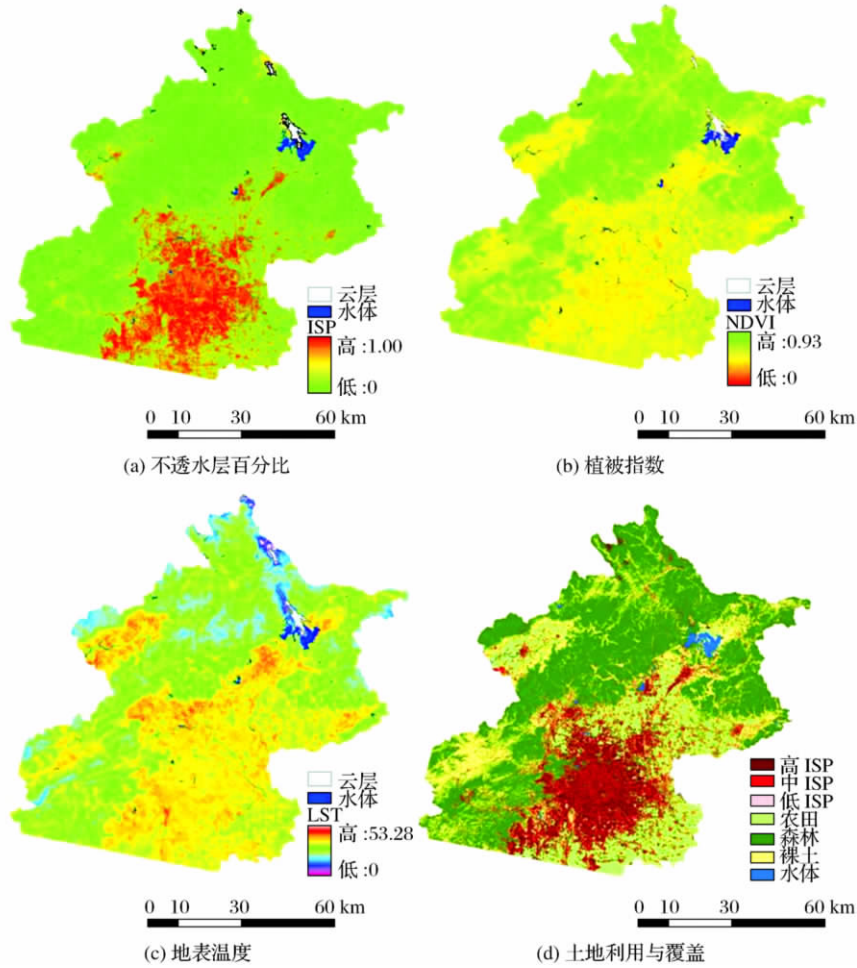 云层
水体
ISP
高 :1.00
低 :0
0 10 30 60 km
(a) 不透水层百分比
云层
水体
NDVI
高 :0.93
低 :0
0 10 30 60 km
(b) 植被指数
云层
水体
LST
高 :53.28
低 :0
0 10 30 60 km
(c) 地表温度
高 ISP
中 ISP
低 ISP
农田
森林
裸土
水体
0 10 30 60 km
(d) 土地利用与覆盖